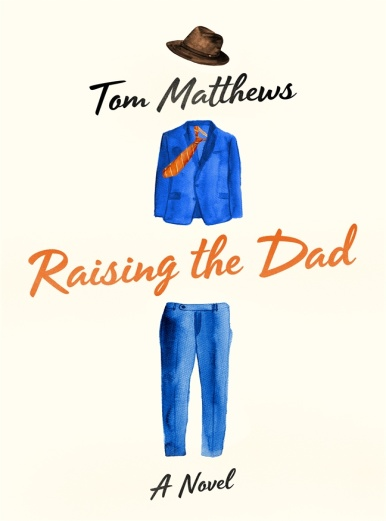 Tom Matthews
Raising the Dad
A Novel